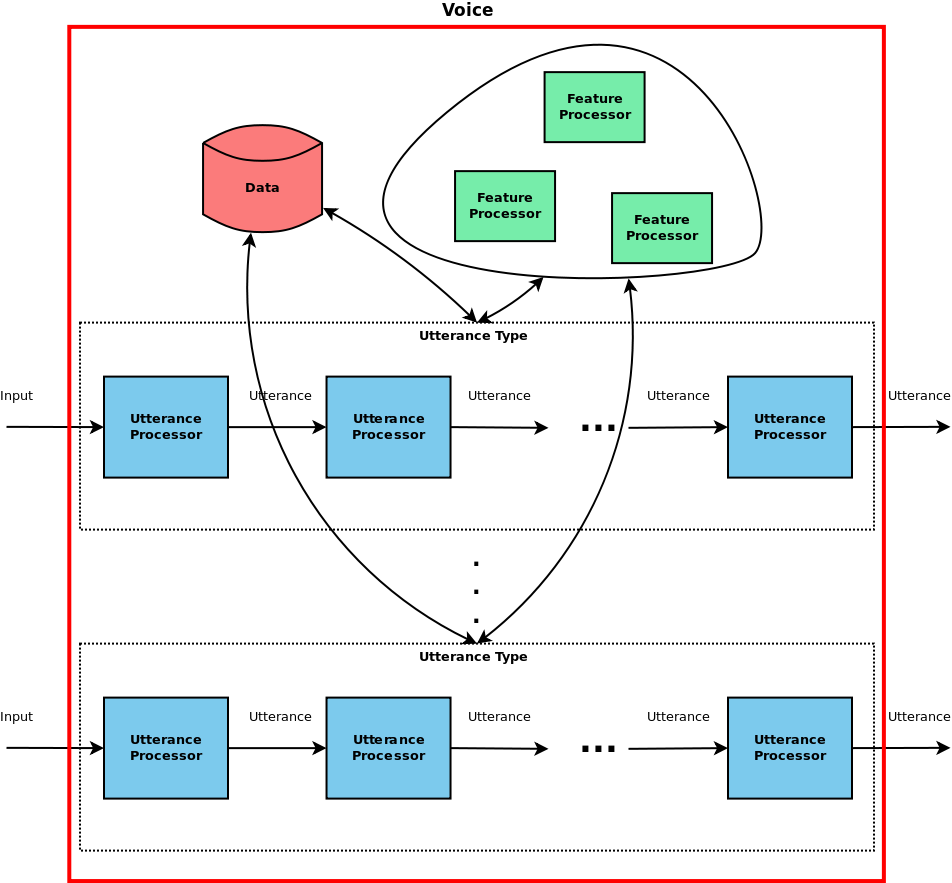 Voice
Feature
Processor
Data
Feature
Processor
Feature
Processor
Utterance Type
Input
Utterance
Utterance
Utterance
Utterance
Utterance
Processor
Utterance
Processor
...
Utterance
Processor
.
.
.
Utterance Type
Input
Utterance
Utterance
Utterance
Utterance
Utterance
Processor
Utterance
Processor
...
Utterance
Processor